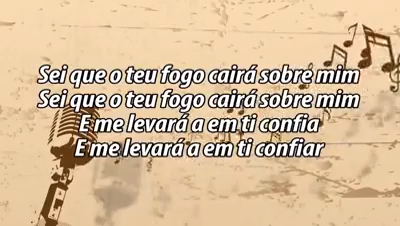 Sei que o teu fogo cairá sobre mim
Sei que o teu fogo cairá sobre mim
E me levará a em ti confia
E me levará a em ti confiar